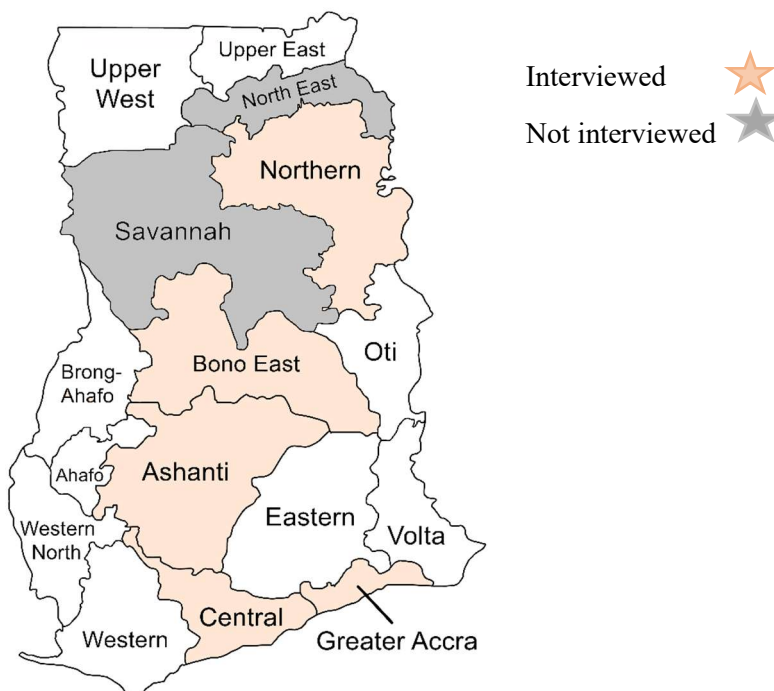 Upper East
Upper
West
North East
Northern
Savannah
Bono East
Oti
Brong-
Ahafo
Ahafo
Ashanti
Eastern
Volta
Western
North
Central
Western
Greater Accra
Interviewed
Not interviewed